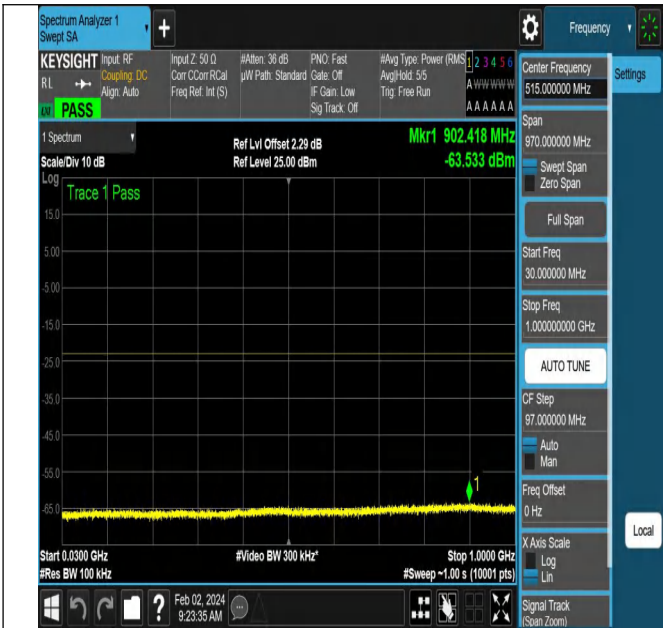 Spectrum Analyzer 1
Swept SA
+
Frequency
KEYSIGHT
RL
PASS
Input: RF
Coupling: DC
Align: Auto
Input Z: 50 Ω
Corr CCorr RCal
Freq Ref: Int (S)
#Atten: 36 dB
µW Path: Standard
PNO: Fast
Gate: Off
IF Gain: Low
Sig Track: Off
#Avg Type: Power (RMS
Avg|Hold: 5/5
Trig: Free Run
1 2 3 4 5 6
A W W W W W
A A A A A A
1 Spectrum
Scale/Div 10 dB
Log
Ref Lvl Offset 2.29 dB
Ref Level 25.00 dBm
Mkr1 902.418 MHz
-63.533 dBm
Trace 1 Pass
15.0
5.00
-5.00
-15.0
-25.0
-35.0
-45.0
-55.0
-65.0
1
Start 0.0300 GHz
#Res BW 100 kHz
#Video BW 300 kHz*
Stop 1.0000 GHz
#Sweep ~1.00 s (10001 pts)
?
Feb 02, 2024
9:23:35 AM
Center Frequency
515.000000 MHz
Settings
Span
970.000000 MHz
Swept Span
Zero Span
Full Span
Start Freq
30.000000 MHz
Stop Freq
1.000000000 GHz
AUTO TUNE
CF Step
97.000000 MHz
Auto
Man
Freq Offset
0 Hz
X Axis Scale
Log
Lin
Local
Signal Track
(Span Zoom)